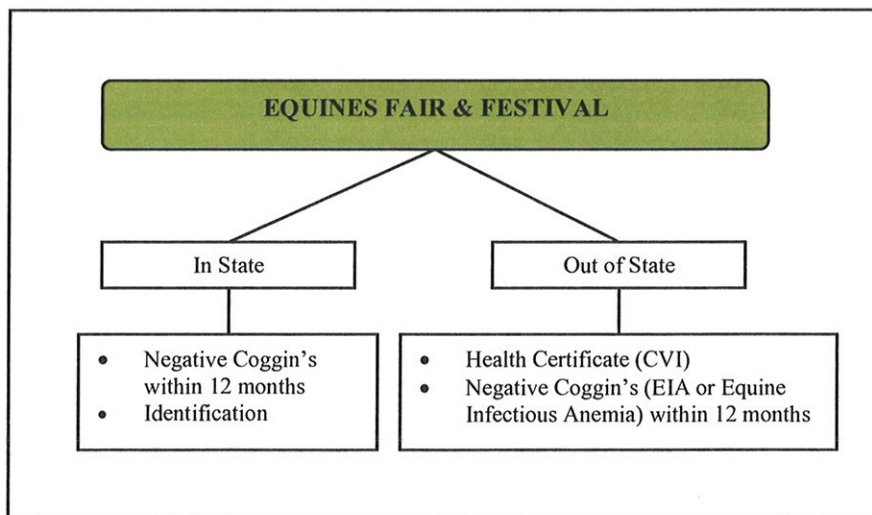 EQUINES FAIR & FESTIVAL
In State
Out of State
• Negative Coggin's
within 12 months
• Identification
• Health Certificate (CVI)
• Negative Coggin's (EIA or Equine
Infectious Anemia) within 12 months